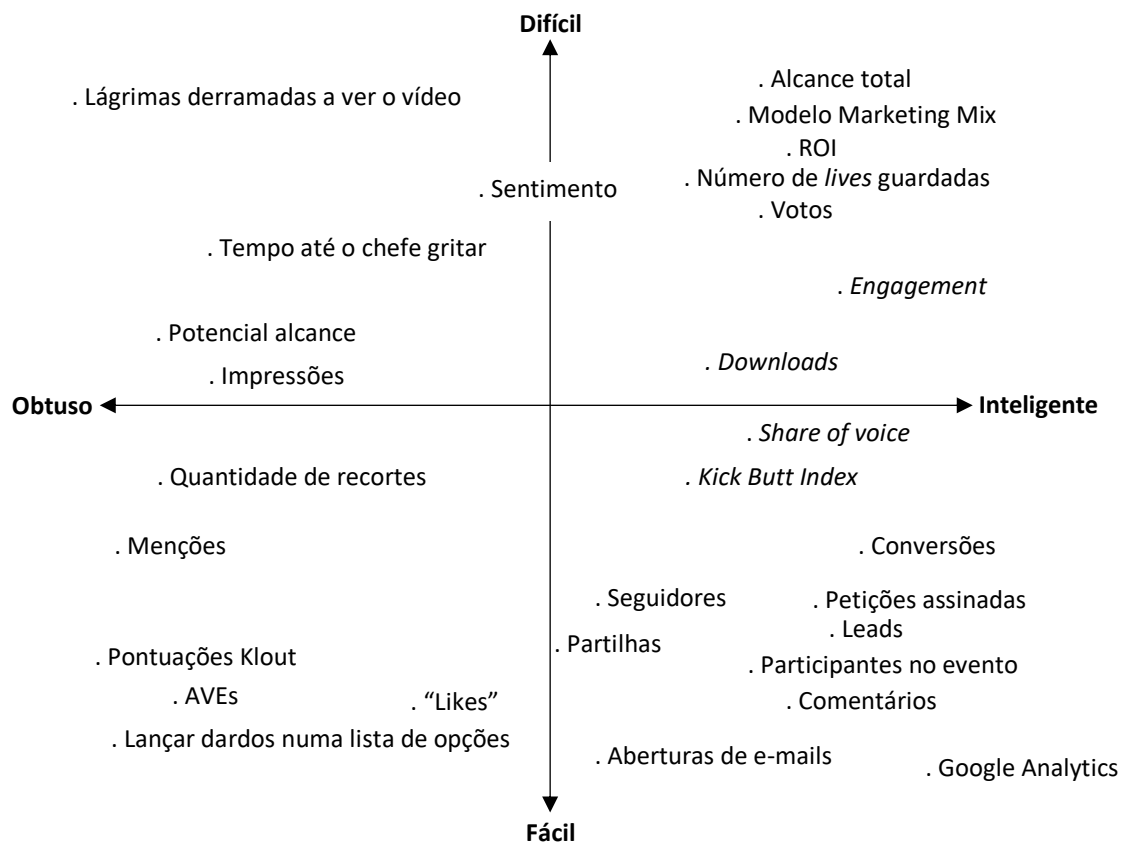 Difícil
. Alcance total
. Lágrimas derramadas a ver o vídeo
. Modelo Marketing Mix
. ROI
. Número de lives guardadas
. Sentimento
. Votos
. Tempo até o chefe gritar
. Engagement
. Potencial alcance
. Downloads
. Impressões
Obtuso
Inteligente
. Share of voice
. Quantidade de recortes
. Kick Butt Index
. Menções
. Conversões
. Seguidores
. Petições assinadas
. Leads
. Partilhas
. Pontuações Klout
. Participantes no evento
. AVEs
. “Likes”
. Comentários
. Lançar dardos numa lista de opções
. Aberturas de e-mails
. Google Analytics
Fácil